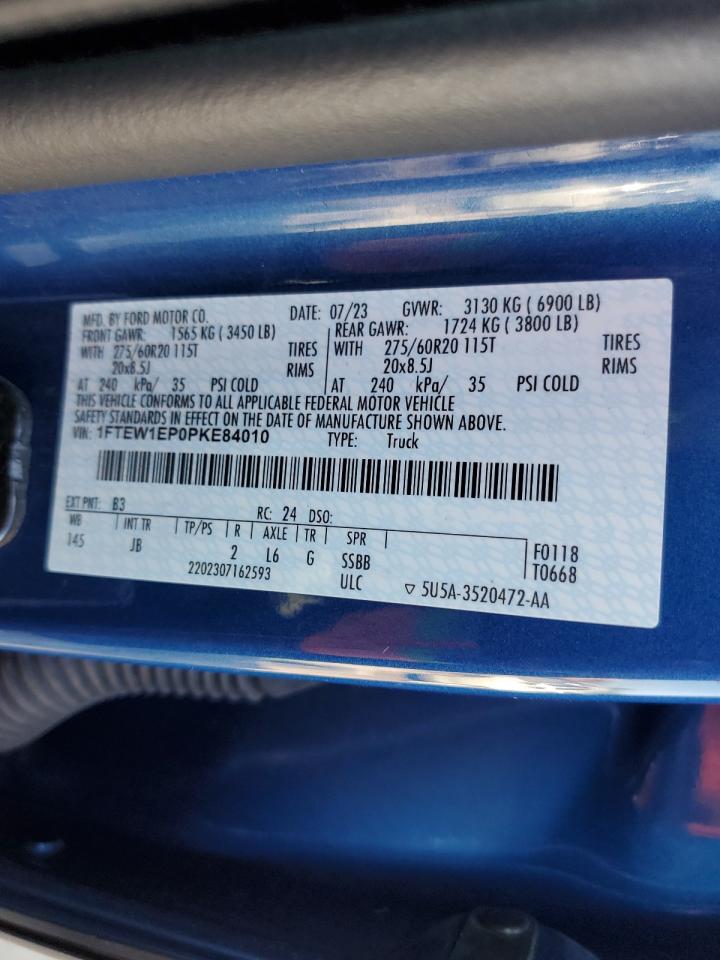 MFD. BY FORD MOTOR CO. DATE: 07/23 GVWR: 3130 KG ( 6900 LB)
FRONT GAWR: 1565 KG ( 3450 LB) REAR GAWR: 1724 KG ( 3800 LB)
WITH 275/60R20 115T TIRES WITH 275/60R20 115T TIRES
20x8.5J RIMS 20x8.5J RIMS
AT 240 kPa/ 35 PSI COLD AT 240 kPa/ 35 PSI COLD
THIS VEHICLE CONFORMS TO ALL APPLICABLE FEDERAL MOTOR VEHICLE
SAFETY STANDARDS IN EFFECT ON THE DATE OF MANUFACTURE SHOWN ABOVE.
VIN: 1FTEW1EP0PKE84010 TYPE: Truck
EXT PNT: B3 RC: 24 DSO:
WB INT TR TP/PS R AXLE TR SPR
145 JB 2 L6 G SSBB F0118
2202307162593 ULC T0668
▽ 5U5A-3520472-AA